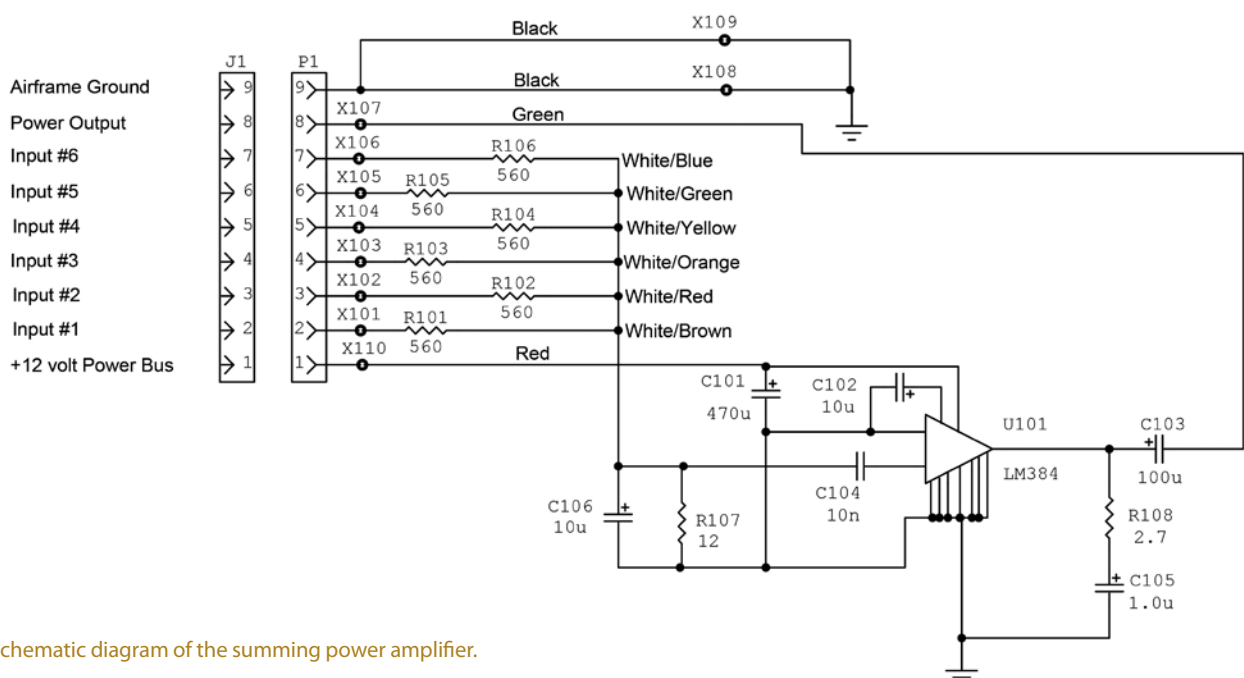 Black
X109
J1
P1
Black
X108
Airframe Ground
9
9
X107
Green
Power Output
8
8
X106
R106
Input #6
7
7
560
White/Blue
X105
R105
Input #5
6
6
560
White/Green
X104
R104
Input #4
5
5
560
White/Yellow
X103
R103
Input #3
4
4
560
White/Orange
X102
R102
Input #2
3
3
560
White/Red
X101
R101
Input #1
2
2
560
White/Brown
X110
Red
+12 volt Power Bus
1
1
C101
+
470u
C102
+
10u
U101
LM384
C103
+
100u
C104
10n
C106
+
10u
R107
12
R108
2.7
C105
+
1.0u
chematic diagram of the summing power amplifier.